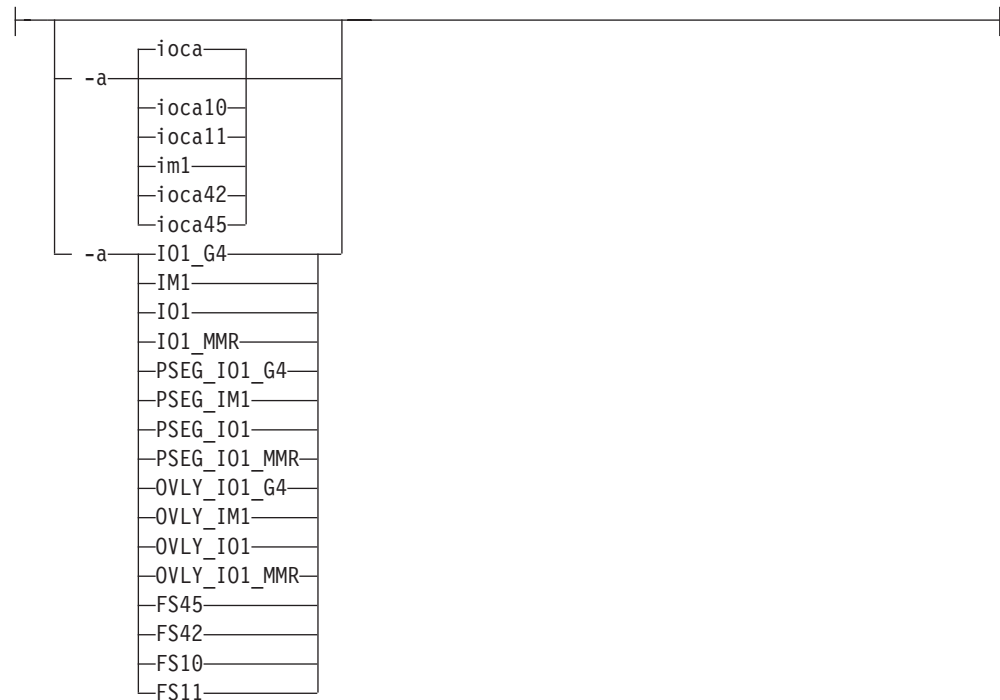 ioca
-a
ioca10
ioca11
im1
ioca42
ioca45
-a IO1_G4
IM1
IO1
IO1_MMR
PSEG_IO1_G4
PSEG_IM1
PSEG_IO1
PSEG_IO1_MMR
OVLY_IO1_G4
OVLY_IM1
OVLY_IO1
OVLY_IO1_MMR
FS45
FS42
FS10
FS11